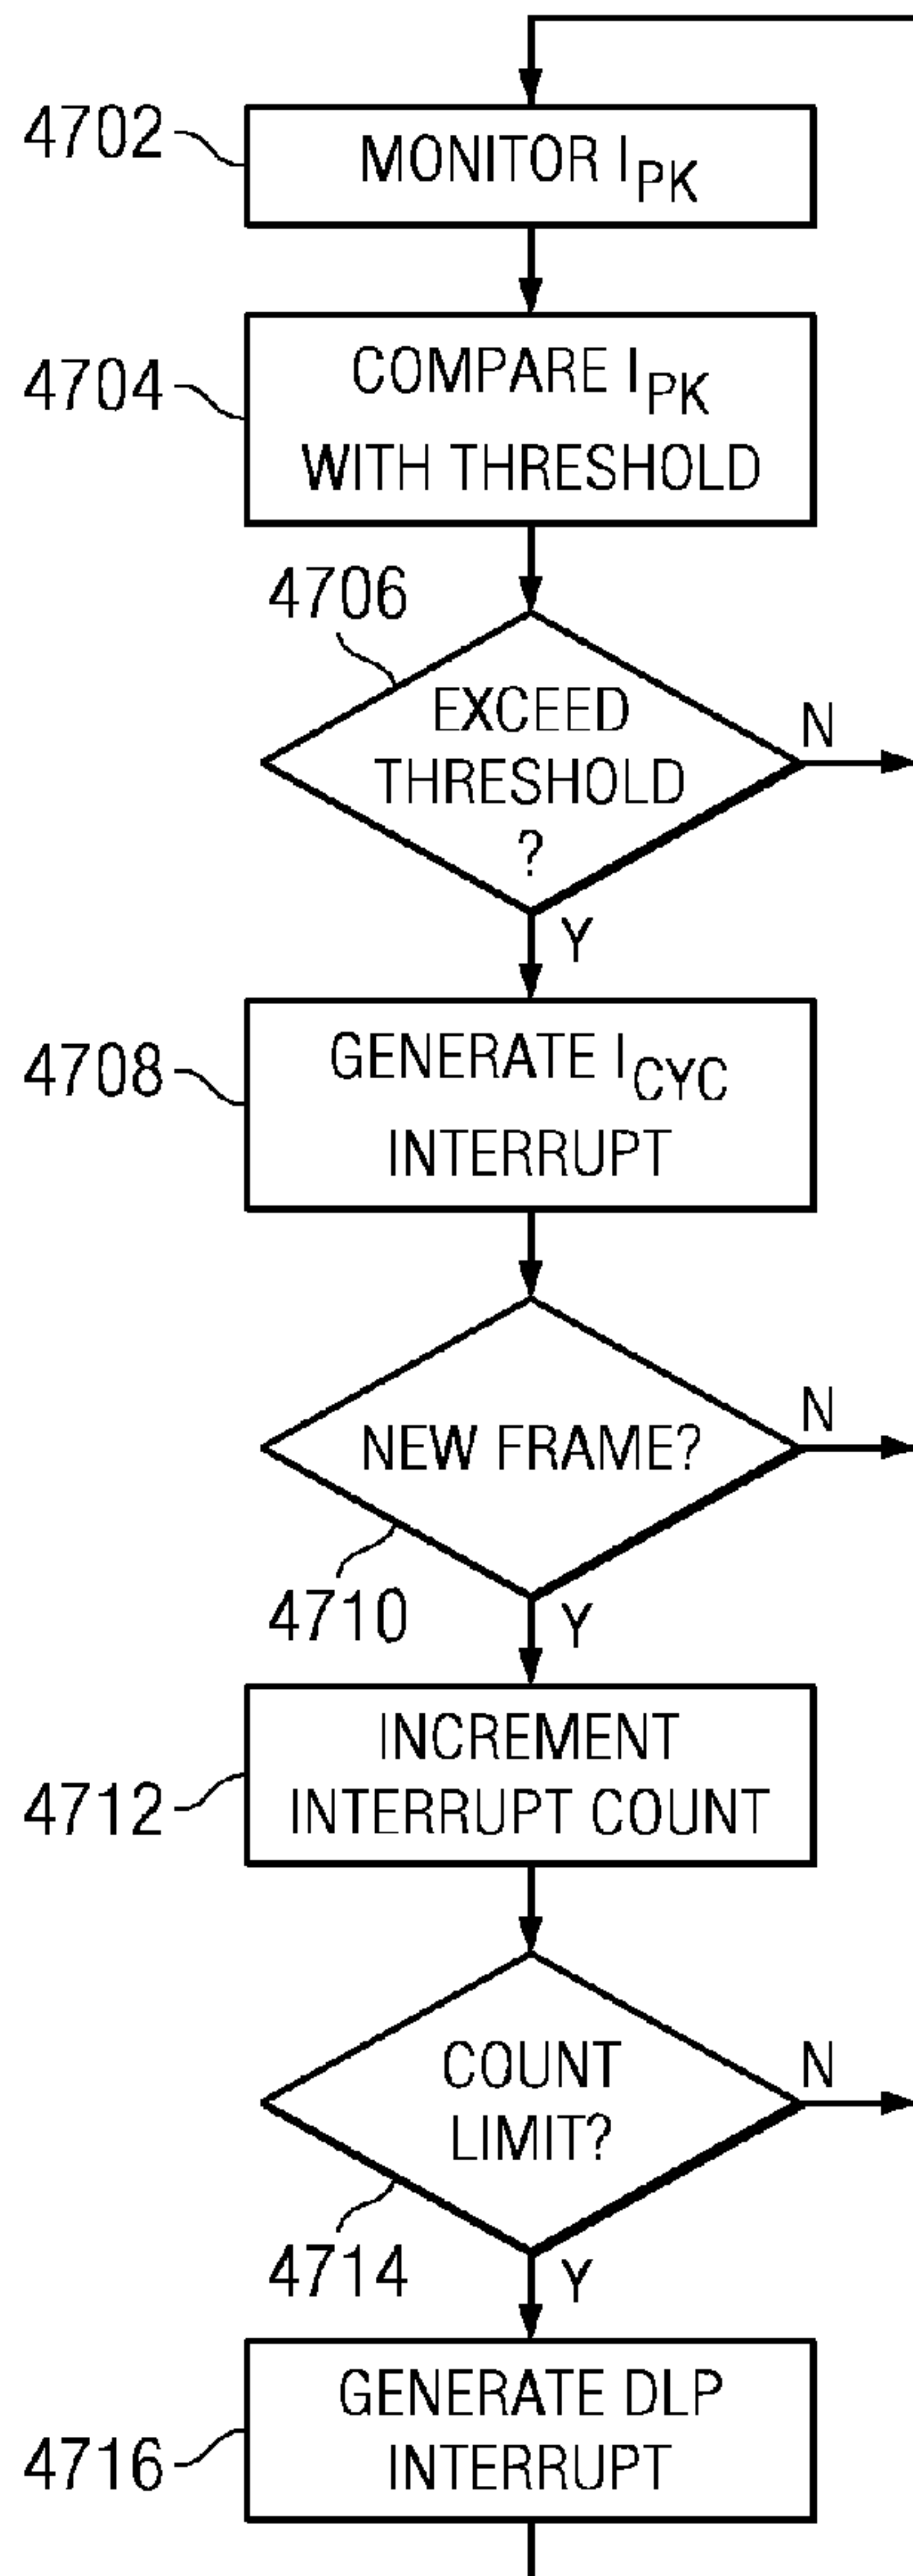 4702
MONITOR I_PK
4704
COMPARE I_PK
WITH THRESHOLD
4706
EXCEED
THRESHOLD
?
N
Y
4708
GENERATE I_CYC
INTERRUPT
NEW FRAME?
N
4710
Y
INCREMENT
4712
INTERRUPT COUNT
COUNT
LIMIT?
N
4714
Y
GENERATE DLP
4716
INTERRUPT